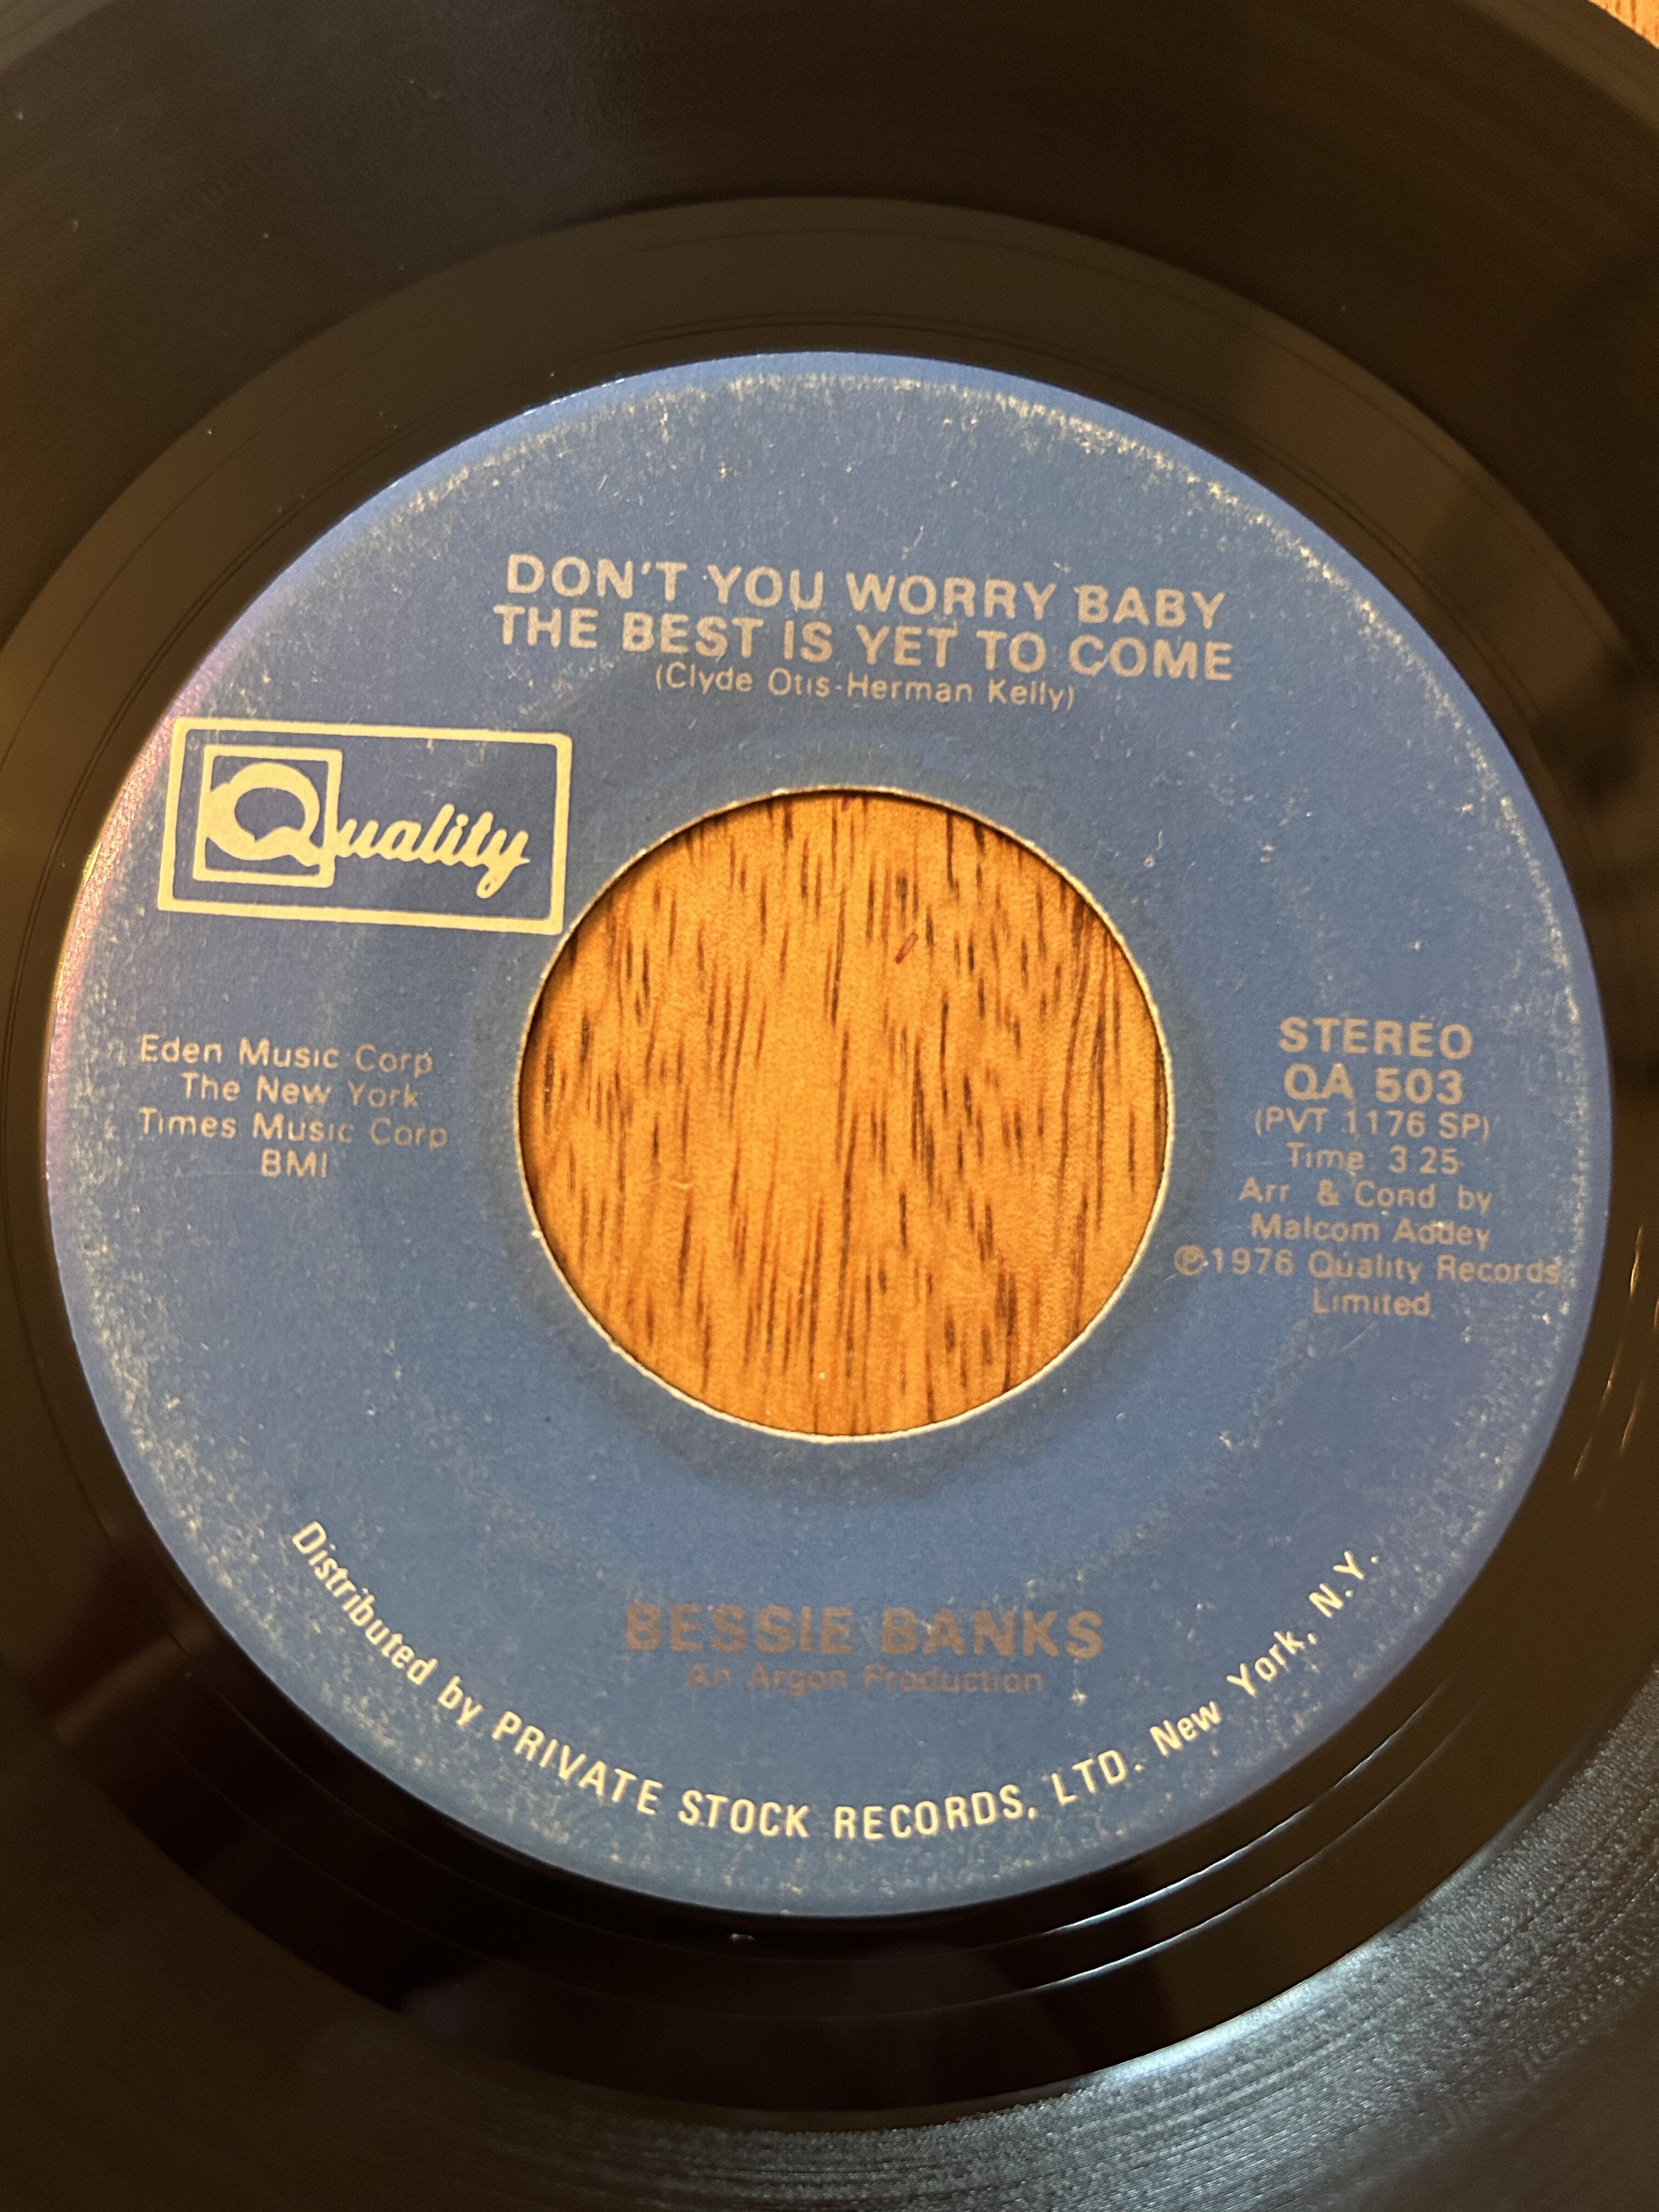 DON'T YOU WORRY BABY
THE BEST IS YET TO COME
(Clyde Otis-Herman Kelly)
Quality
Eden Music Corp
The New York
Times Music Corp
BMI
STEREO
QA 503
(PVT 1176 SP)
Time 3 25
Arr & Cond by
Malcom Addey
℗ 1976 Quality Records
Limited
BESSIE BANKS
An Argon Production
Distributed by PRIVATE STOCK RECORDS, LTD. New York, N.Y.